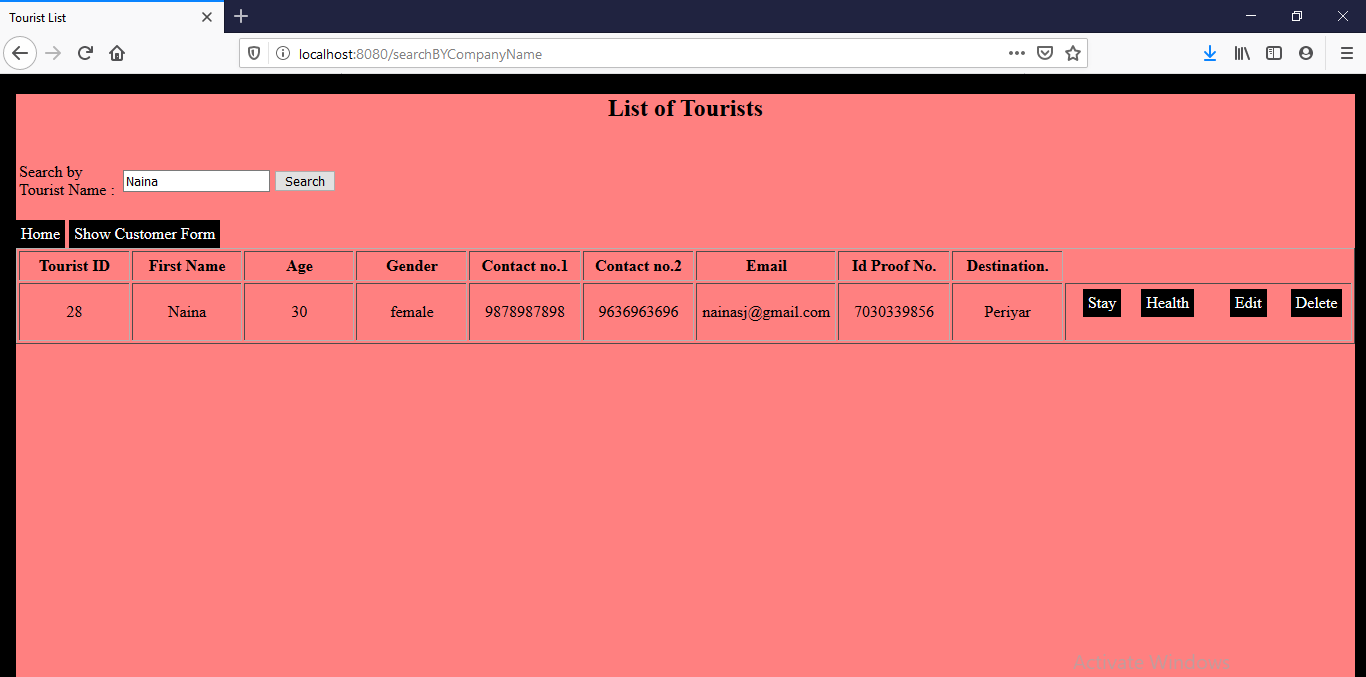 Tourist List
localhost:8080/searchBYCompanyName
List of Tourists
Search by
Tourist Name :
Naina
Search
Home Show Customer Form
Tourist ID First Name Age Gender Contact no.1 Contact no.2 Email Id Proof No. Destination.
28 Naina 30 female 9878987898 9636963696 nainasj@gmail.com 7030339856 Periyar Stay Health Edit Delete
Activate Windows